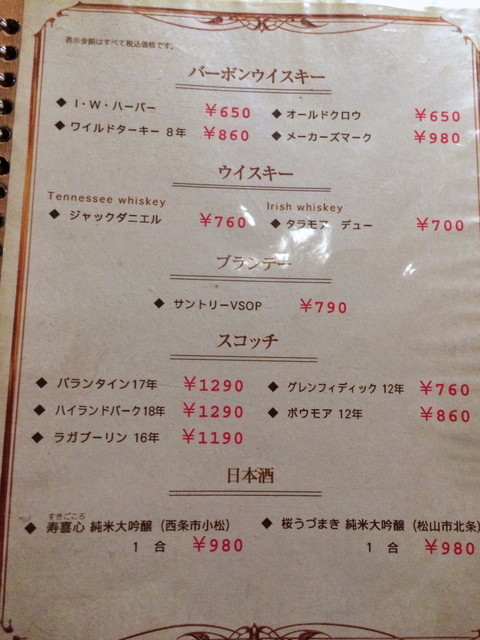 表示金額はすべて税込価格です。
バーボンウイスキー
◆ I・W・ハーパー ¥650 ◆ オールドクロウ ¥650
◆ ワイルドターキー 8年 ¥860 ◆ メーカーズマーク ¥980
ウイスキー
Tennessee whiskey Irish whiskey
◆ ジャックダニエル ¥760 ◆ タラモア デュー ¥700
ブランデー
◆ サントリーVSOP ¥790
スコッチ
◆ バランタイン17年 ¥1290 ◆ グレンフィディック 12年 ¥760
◆ ハイランドパーク18年 ¥1290 ◆ ボウモア 12年 ¥860
◆ ラガブーリン 16年 ¥1190
日本酒
すきごころ
◆ 寿喜心 純米大吟醸（西条市小松） ◆ 桜うづまき 純米大吟醸（松山市北条）
1 合 ¥980 1 合 ¥980